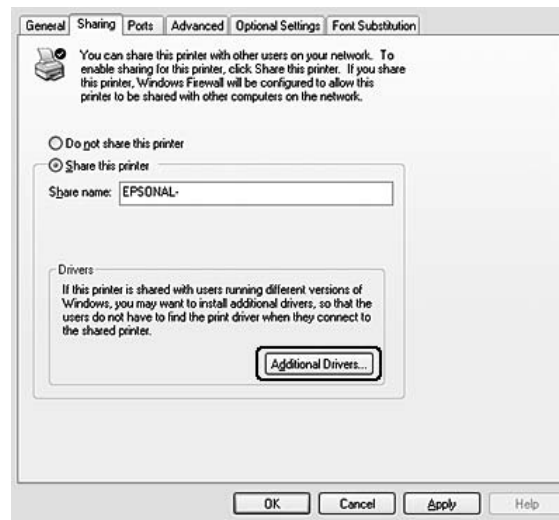 General Sharing Ports Advanced Optional Settings Font Substitution
You can share this printer with other users on your network. To
enable sharing for this printer, click Share this printer. If you share
this printer, Windows Firewall will be configured to allow this
printer to be shared with other computers on the network.
Do not share this printer
Share this printer
Share name: EPSONAL-
Drivers
If this printer is shared with users running different versions of
Windows, you may want to install additional drivers, so that the
users do not have to find the print driver when they connect to
the shared printer.
Additional Drivers...
OK Cancel Apply Help